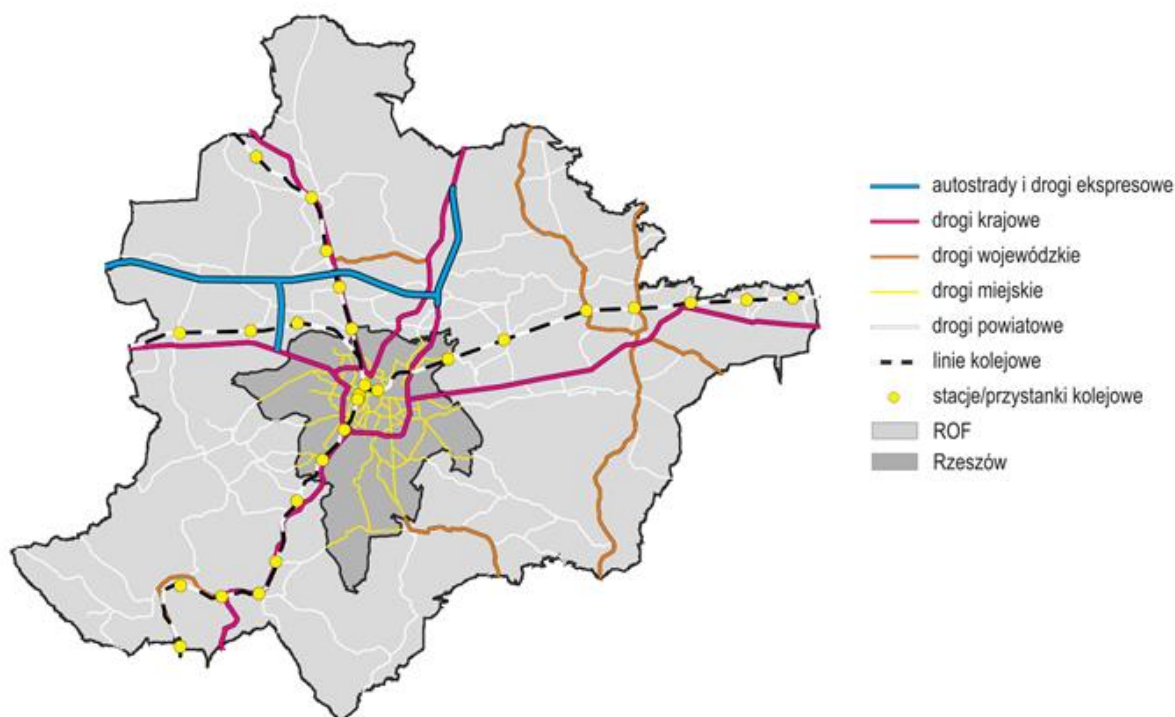 autostrady i drogi ekspresowe
drogi krajowe
drogi wojewódzkie
drogi miejskie
drogi powiatowe
linie kolejowe
stacje/przystanki kolejowe
ROF
Rzeszów